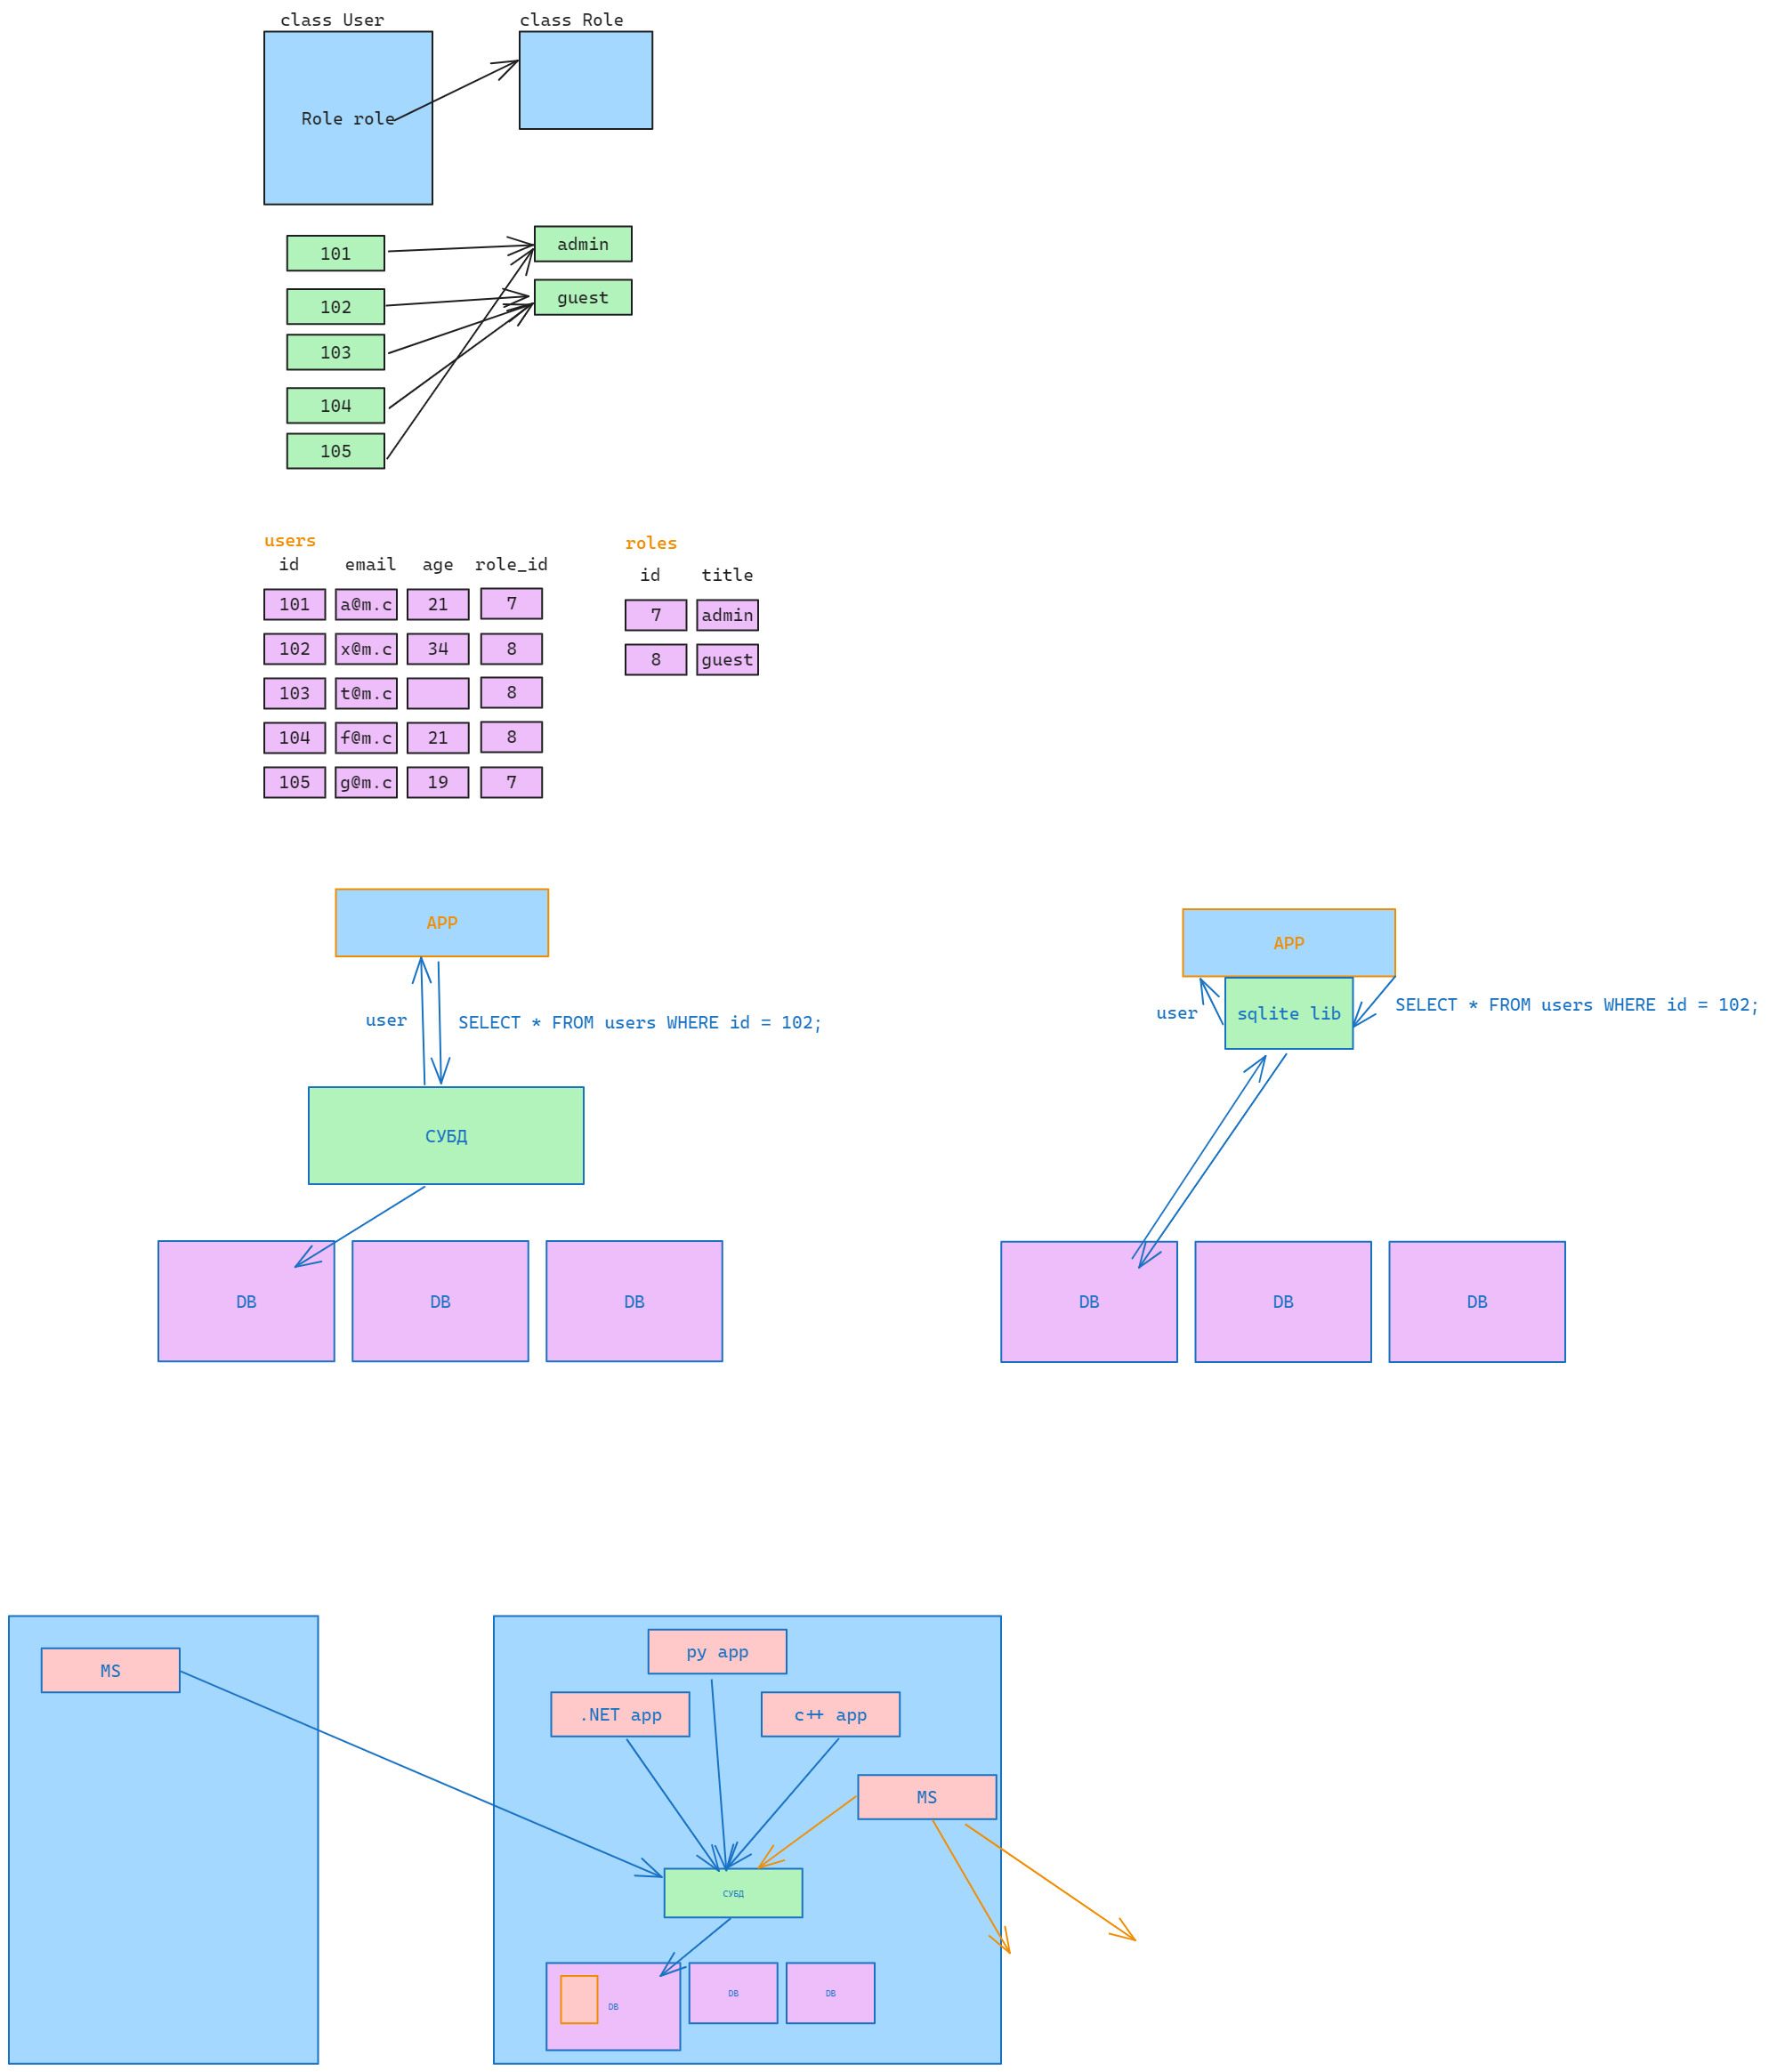 class User
class Role
Role role
101
admin
102
guest
103
104
105
users
roles
id email age role_id
id title
101 a@m.c 21 7
7 admin
102 x@m.c 34 8
8 guest
103 t@m.c 8
104 f@m.c 21 8
105 g@m.c 19 7
APP
user
SELECT * FROM users WHERE id = 102;
СУБД
DB
DB
DB
APP
user
sqlite lib
SELECT * FROM users WHERE id = 102;
DB
DB
DB
MS
py app
.NET app
c++ app
MS
СУБД
DB
DB
DB